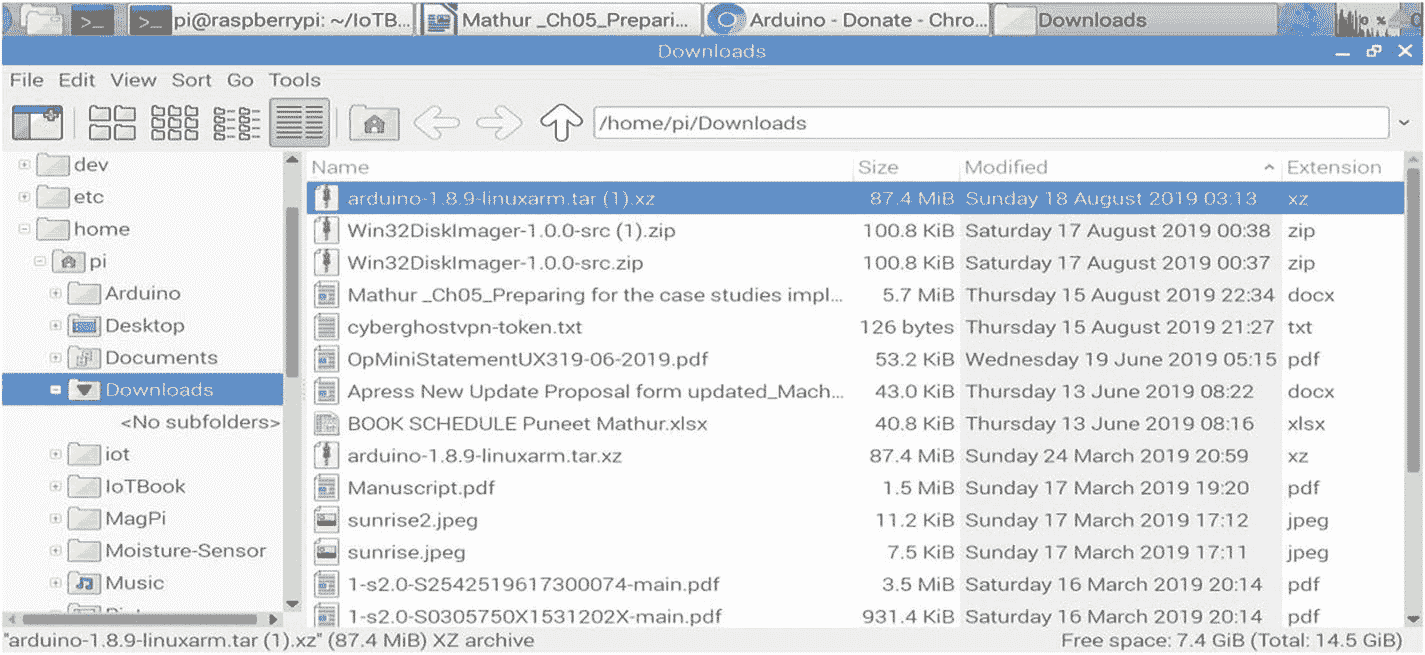 pi@raspberrypi: ~/IoTB... Mathur _Ch05_Prepari... Arduino - Donate - Chro... Downloads
Downloads
File Edit View Sort Go Tools
/home/pi/Downloads
dev
etc
home
pi
Arduino
Desktop
Documents
Downloads
<No subfolders>
iot
IoTBook
MagPi
Moisture-Sensor
Music
Name Size Modified Extension
arduino-1.8.9-linuxarm.tar (1).xz 87.4 MiB Sunday 18 August 2019 03:13 xz
Win32DiskImager-1.0.0-src (1).zip 100.8 KiB Saturday 17 August 2019 00:38 zip
Win32DiskImager-1.0.0-src.zip 100.8 KiB Saturday 17 August 2019 00:37 zip
Mathur _Ch05_Preparing for the case studies impl... 5.7 MiB Thursday 15 August 2019 22:34 docx
cyberghostvpn-token.txt 126 bytes Thursday 15 August 2019 21:27 txt
OpMiniStatementUX319-06-2019.pdf 53.2 KiB Wednesday 19 June 2019 05:15 pdf
Apress New Update Proposal form updated_Mach... 43.0 KiB Thursday 13 June 2019 08:22 docx
BOOK SCHEDULE Puneet Mathur.xlsx 40.8 KiB Thursday 13 June 2019 08:16 xlsx
arduino-1.8.9-linuxarm.tar.xz 87.4 MiB Sunday 24 March 2019 20:59 xz
Manuscript.pdf 1.5 MiB Sunday 17 March 2019 19:20 pdf
sunrise2.jpeg 11.2 KiB Sunday 17 March 2019 17:12 jpeg
sunrise.jpeg 7.5 KiB Sunday 17 March 2019 17:11 jpeg
1-s2.0-S2542519617300074-main.pdf 3.5 MiB Saturday 16 March 2019 20:14 pdf
1-s2.0-S0305750X1531202X-main.pdf 931.4 KiB Saturday 16 March 2019 20:14 pdf
"arduino-1.8.9-linuxarm.tar (1).xz" (87.4 MiB) XZ archive Free space: 7.4 GiB (Total: 14.5 GiB)